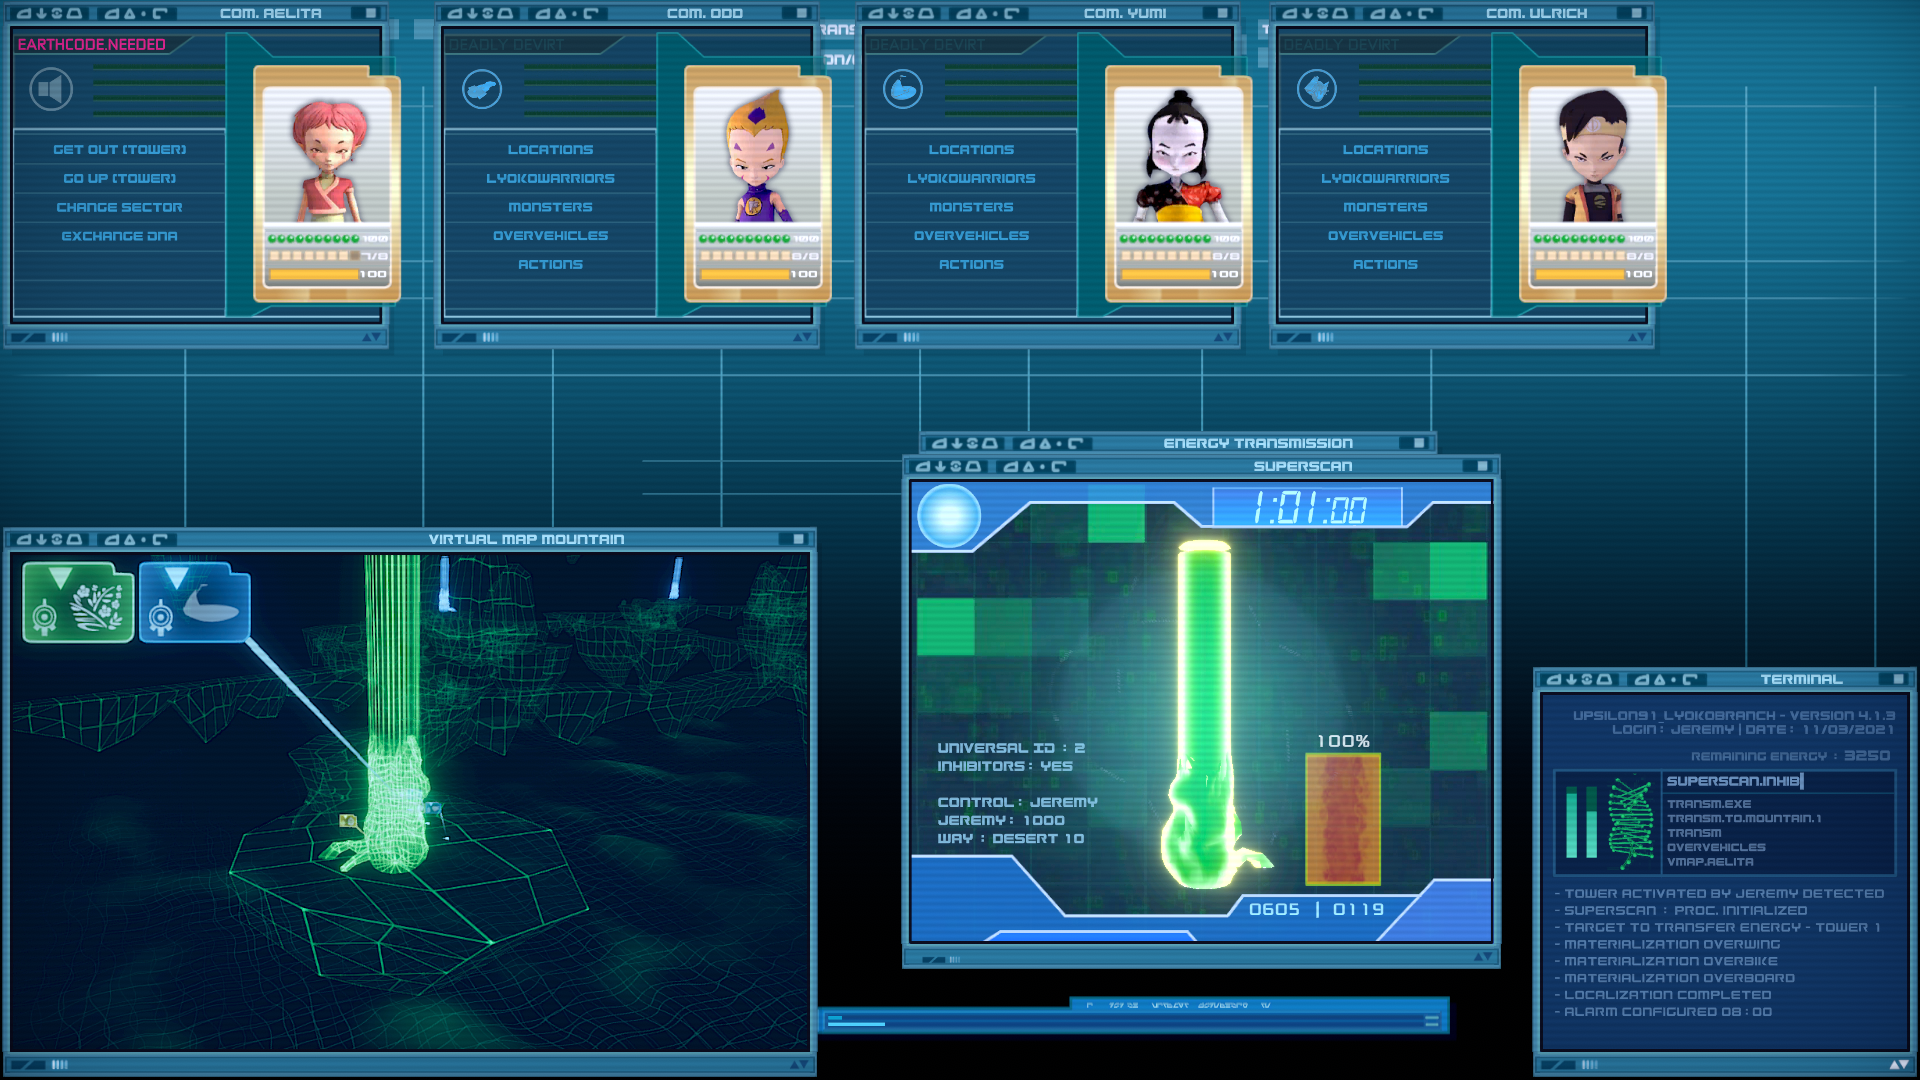 COM. AELITA
EARTHCODE.NEEDED
GET OUT (TOWER)
GO UP (TOWER)
CHANGE SECTOR
EXCHANGE DNA
100
7/8
100
COM. ODD
DEADLY DEVIRT
LOCATIONS
LYOKOWARRIORS
MONSTERS
OVERVEHICLES
ACTIONS
100
8/8
100
COM. YUMI
DEADLY DEVIRT
LOCATIONS
LYOKOWARRIORS
MONSTERS
OVERVEHICLES
ACTIONS
100
8/8
100
COM. ULRICH
DEADLY DEVIRT
LOCATIONS
LYOKOWARRIORS
MONSTERS
OVERVEHICLES
ACTIONS
100
8/8
100
VIRTUAL MAP MOUNTAIN
ENERGY TRANSMISSION
SUPERSCAN
1:01:00
UNIVERSAL ID : 2
INHIBITORS : YES
CONTROL : JEREMY
JEREMY : 1000
WAY : DESERT 10
100%
0605 | 0119
TERMINAL
UPSILON91_LYOKOBRANCH - VERSION 4.1.3
LOGIN : JEREMY | DATE : 11/03/2021
REMAINING ENERGY : 3250
SUPERSCAN.INHIB
TRANSM.EXE
TRANSM.TO.MOUNTAIN.1
TRANSM
OVERVEHICLES
VMAP.AELITA
- TOWER ACTIVATED BY JEREMY DETECTED
- SUPERSCAN : PROC. INITIALIZED
- TARGET TO TRANSFER ENERGY - TOWER 1
- MATERIALIZATION OVERWING
- MATERIALIZATION OVERBIKE
- MATERIALIZATION OVERBOARD
- LOCALIZATION COMPLETED
- ALARM CONFIGURED 08 : 00